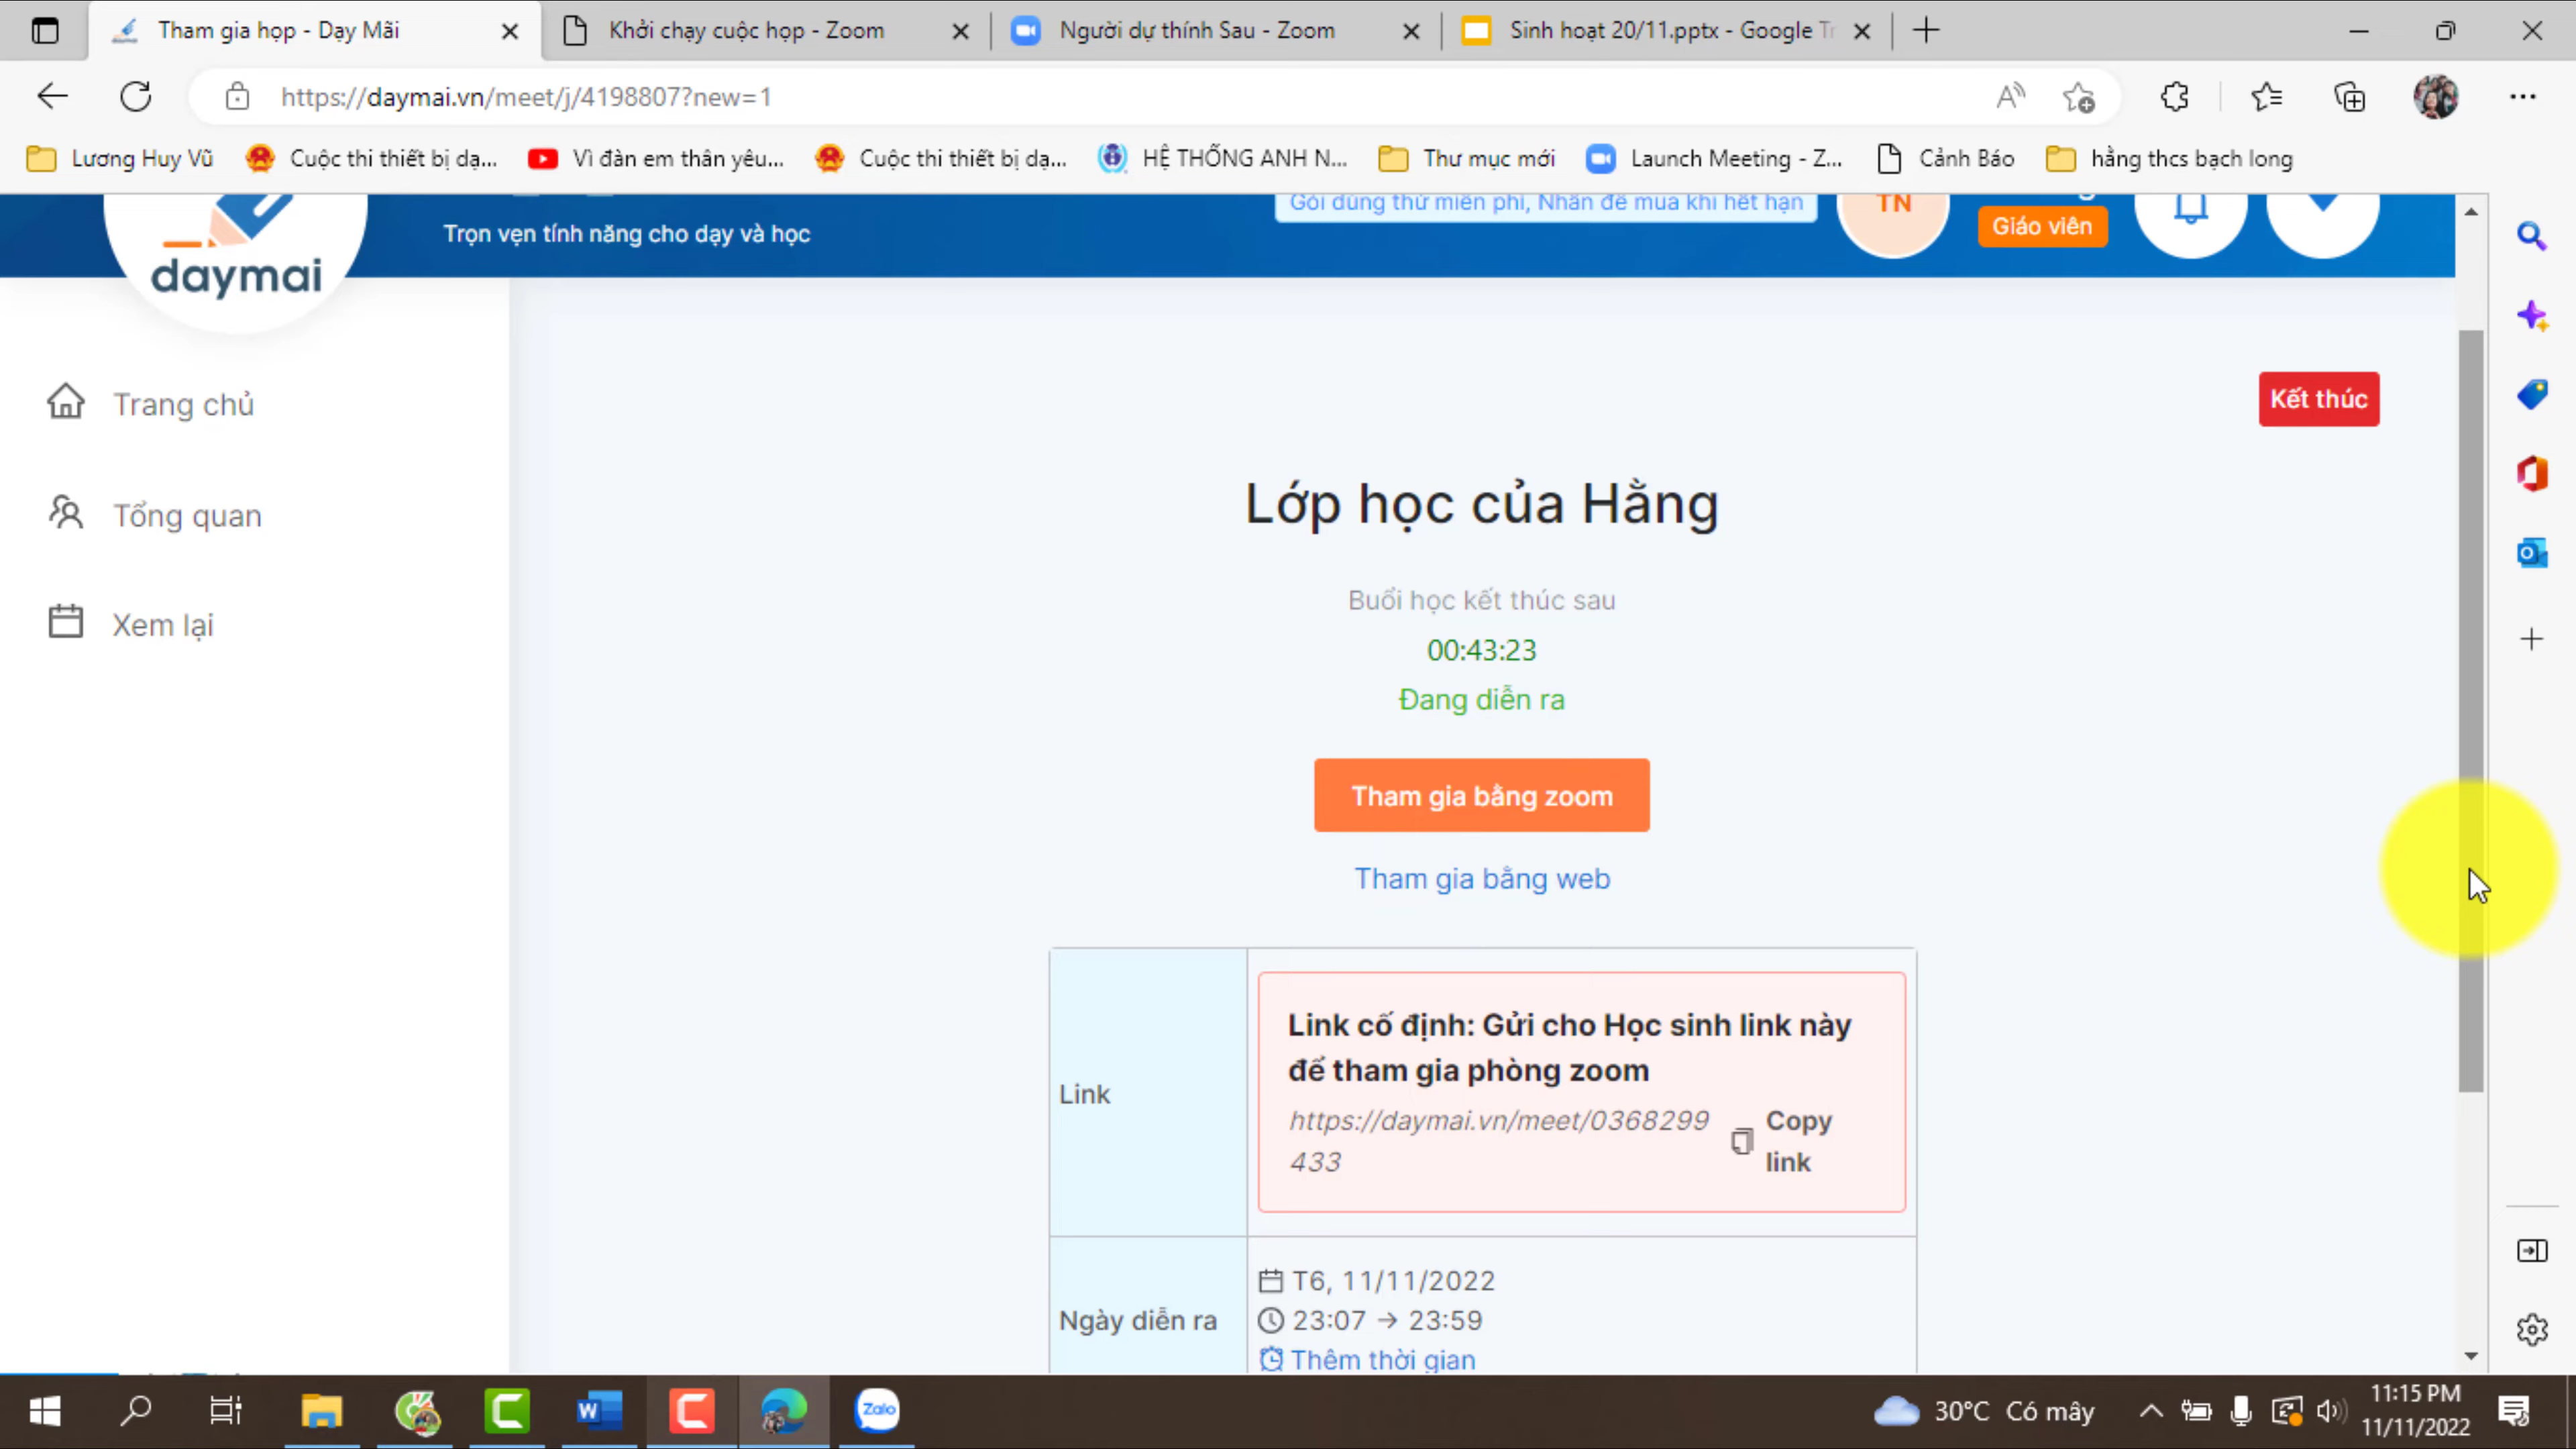 Tham gia họp - Dạy Mãi
Khởi chạy cuộc họp - Zoom
Người dự thính Sau - Zoom
Sinh hoạt 20/11.pptx - Google Tr
https://daymai.vn/meet/j/4198807?new=1
Lương Huy Vũ
Cuộc thi thiết bị dạ...
Vì đàn em thân yêu...
Cuộc thi thiết bị dạ...
HỆ THỐNG ANH N...
Thư mục mới
Launch Meeting - Z...
Cảnh Báo
hằng thcs bạch long
daymai
Trọn vẹn tính năng cho dạy và học
Gói dùng thử miễn phí, Nhấn để mua khi hết hạn
TN
Giáo viên
Trang chủ
Tổng quan
Xem lại
Kết thúc
Lớp học của Hằng
Buổi học kết thúc sau
00:43:23
Đang diễn ra
Tham gia bằng zoom
Tham gia bằng web
Link
Link cố định: Gửi cho Học sinh link này
để tham gia phòng zoom
https://daymai.vn/meet/0368299
433
Copy
link
Ngày diễn ra
T6, 11/11/2022
23:07 → 23:59
Thêm thời gian
Zalo
30°C Có mây
11:15 PM
11/11/2022